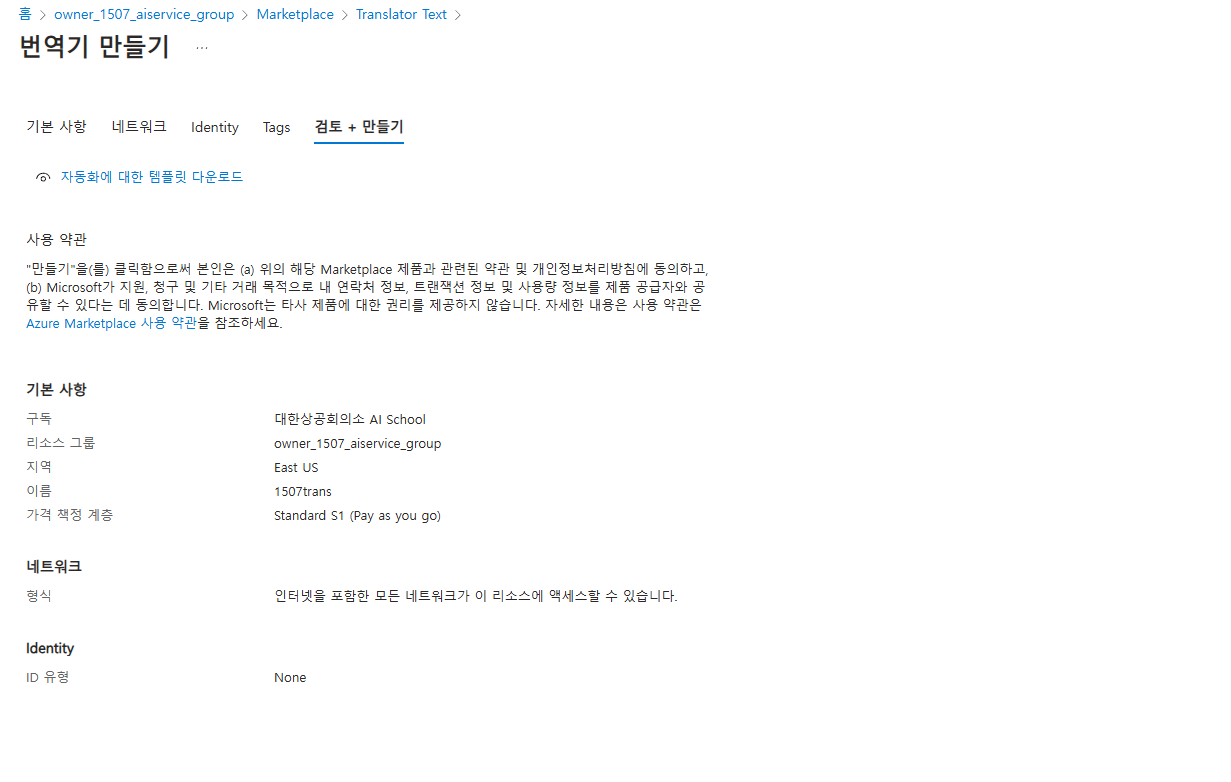 홈 > owner_1507_aiservice_group > Marketplace > Translator Text >
번역기 만들기 ...
기본 사항 네트워크 Identity Tags 검토 + 만들기
자동화에 대한 템플릿 다운로드
사용 약관
"만들기"을(를) 클릭함으로써 본인은 (a) 위의 해당 Marketplace 제품과 관련된 약관 및 개인정보처리방침에 동의하고,
(b) Microsoft가 지원, 청구 및 기타 거래 목적으로 내 연락처 정보, 트랜잭션 정보 및 사용량 정보를 제품 공급자와 공
유할 수 있다는 데 동의합니다. Microsoft는 타사 제품에 대한 권리를 제공하지 않습니다. 자세한 내용은 사용 약관은
Azure Marketplace 사용 약관을 참조하세요.
기본 사항
구독 대한상공회의소 AI School
리소스 그룹 owner_1507_aiservice_group
지역 East US
이름 1507trans
가격 책정 계층 Standard S1 (Pay as you go)
네트워크
형식 인터넷을 포함한 모든 네트워크가 이 리소스에 액세스할 수 있습니다.
Identity
ID 유형 None